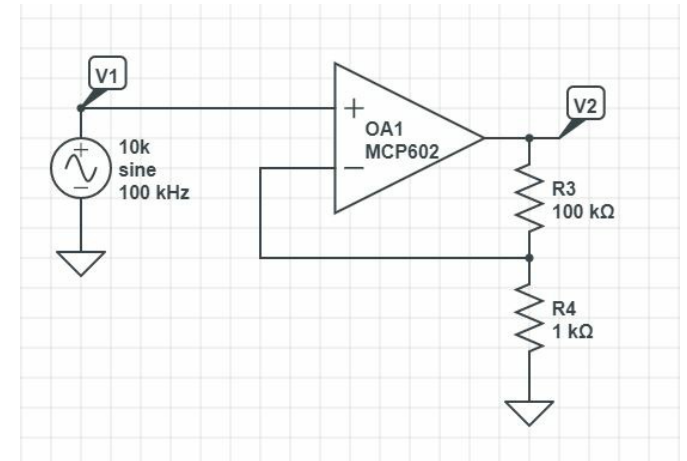 V1
10k
sine
100 kHz
OA1
MCP602
V2
R3
100 kΩ
R4
1 kΩ